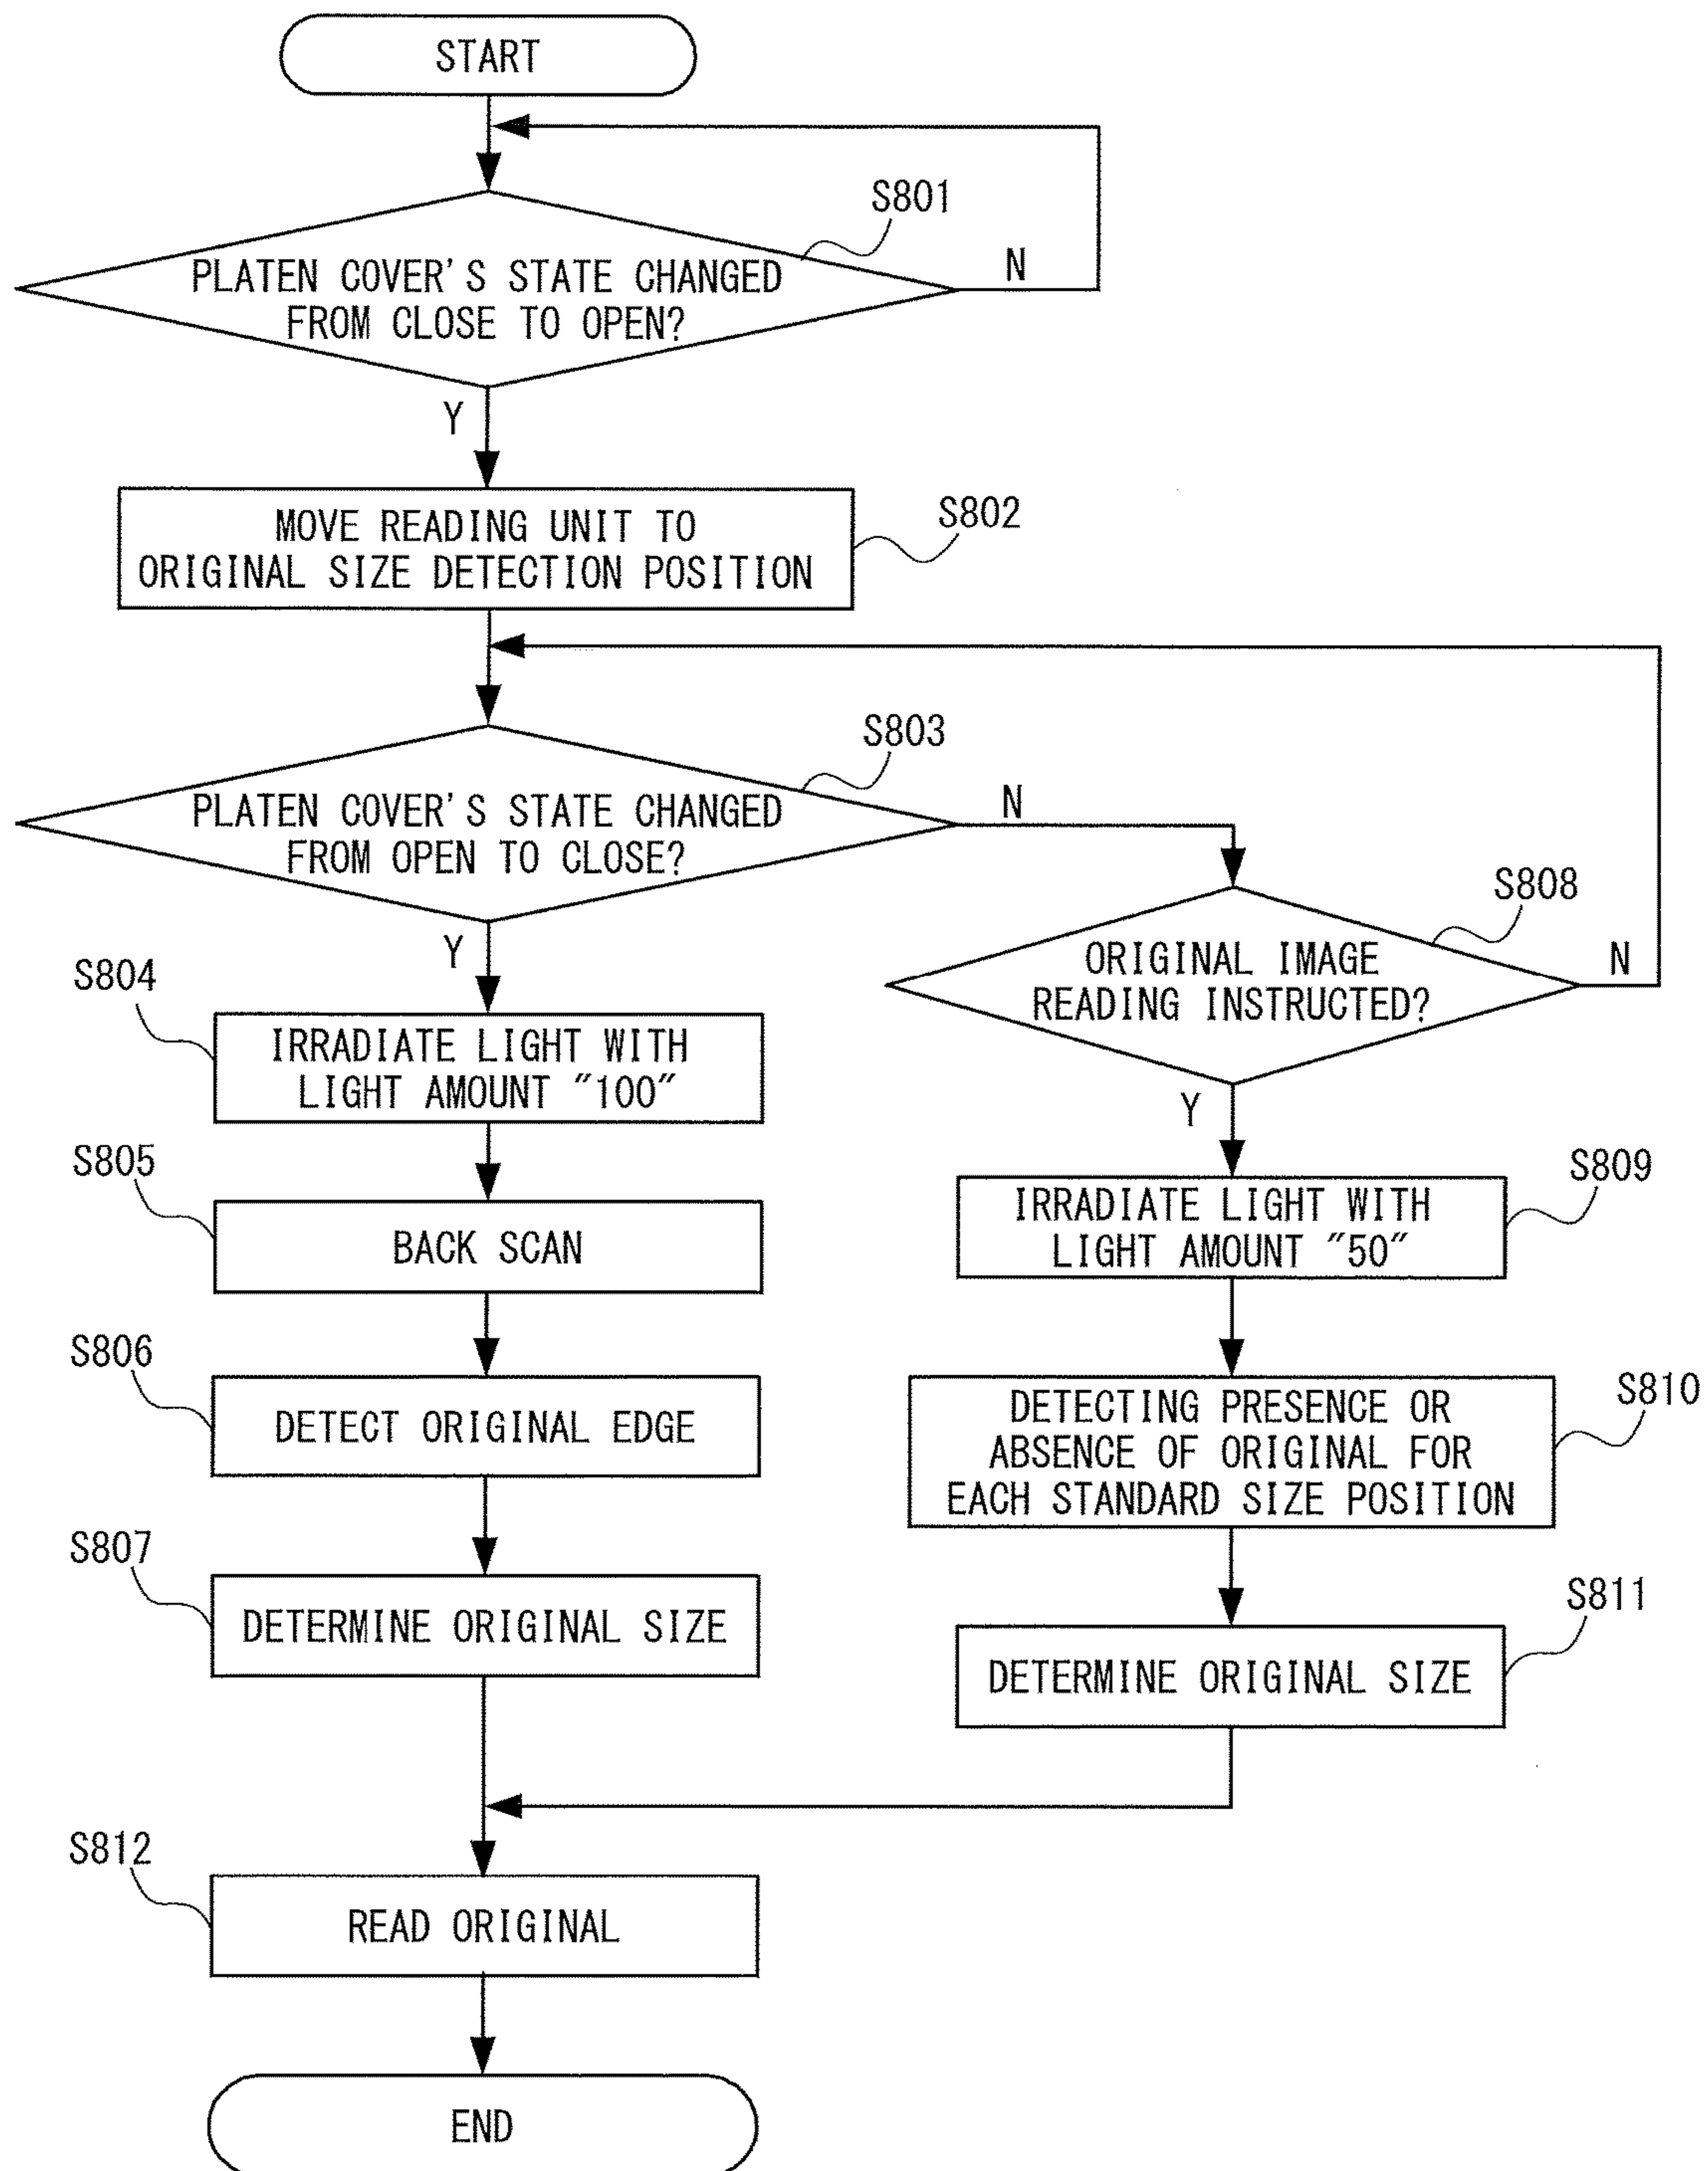 START
S801
PLATEN COVER'S STATE CHANGED
FROM CLOSE TO OPEN?
N
Y
MOVE READING UNIT TO
ORIGINAL SIZE DETECTION POSITION
S802
S803
PLATEN COVER'S STATE CHANGED
FROM OPEN TO CLOSE?
N
Y
S808
ORIGINAL IMAGE
READING INSTRUCTED?
N
Y
S804
IRRADIATE LIGHT WITH
LIGHT AMOUNT "100"
S805
BACK SCAN
S806
DETECT ORIGINAL EDGE
S807
DETERMINE ORIGINAL SIZE
S809
IRRADIATE LIGHT WITH
LIGHT AMOUNT "50"
S810
DETECTING PRESENCE OR
ABSENCE OF ORIGINAL FOR
EACH STANDARD SIZE POSITION
S811
DETERMINE ORIGINAL SIZE
S812
READ ORIGINAL
END